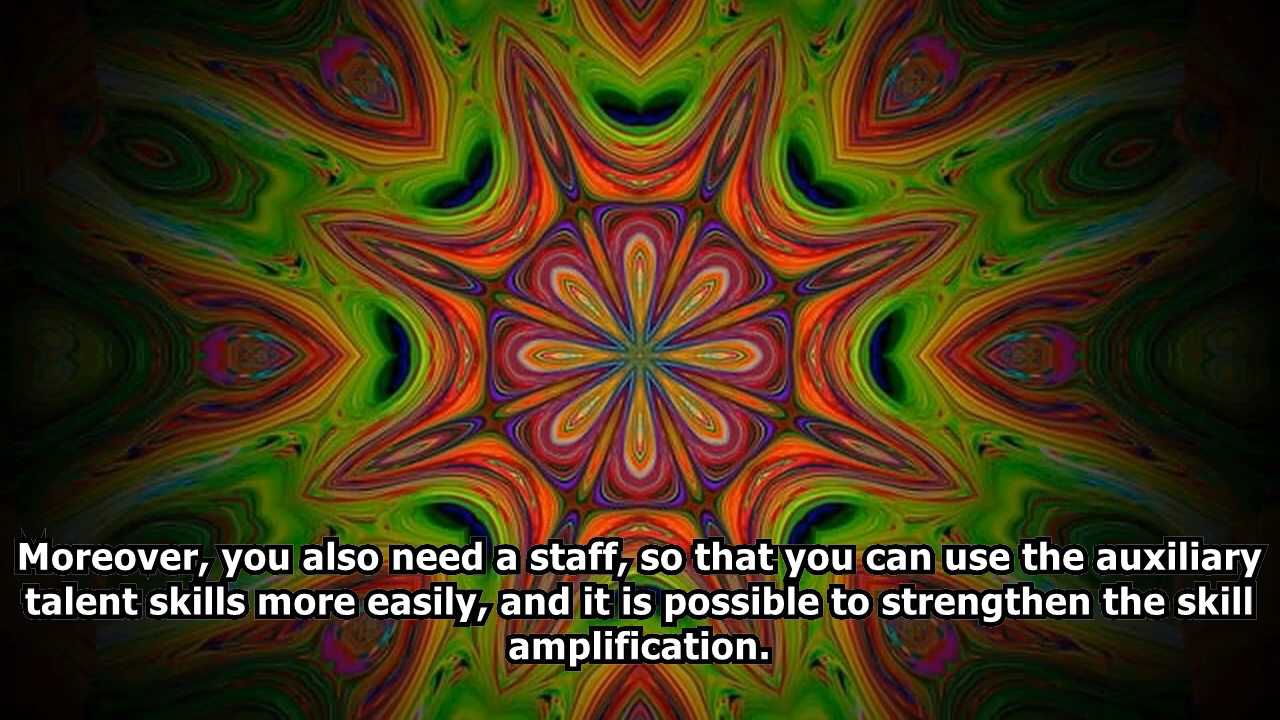 Moreover, you also need a staff, so that you can use the auxiliary
talent skills more easily, and it is possible to strengthen the skill
amplification.